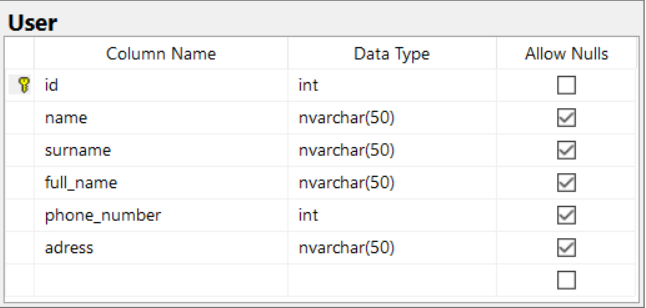 User
Column Name Data Type Allow Nulls
id int
name nvarchar(50)
surname nvarchar(50)
full_name nvarchar(50)
phone_number int
adress nvarchar(50)